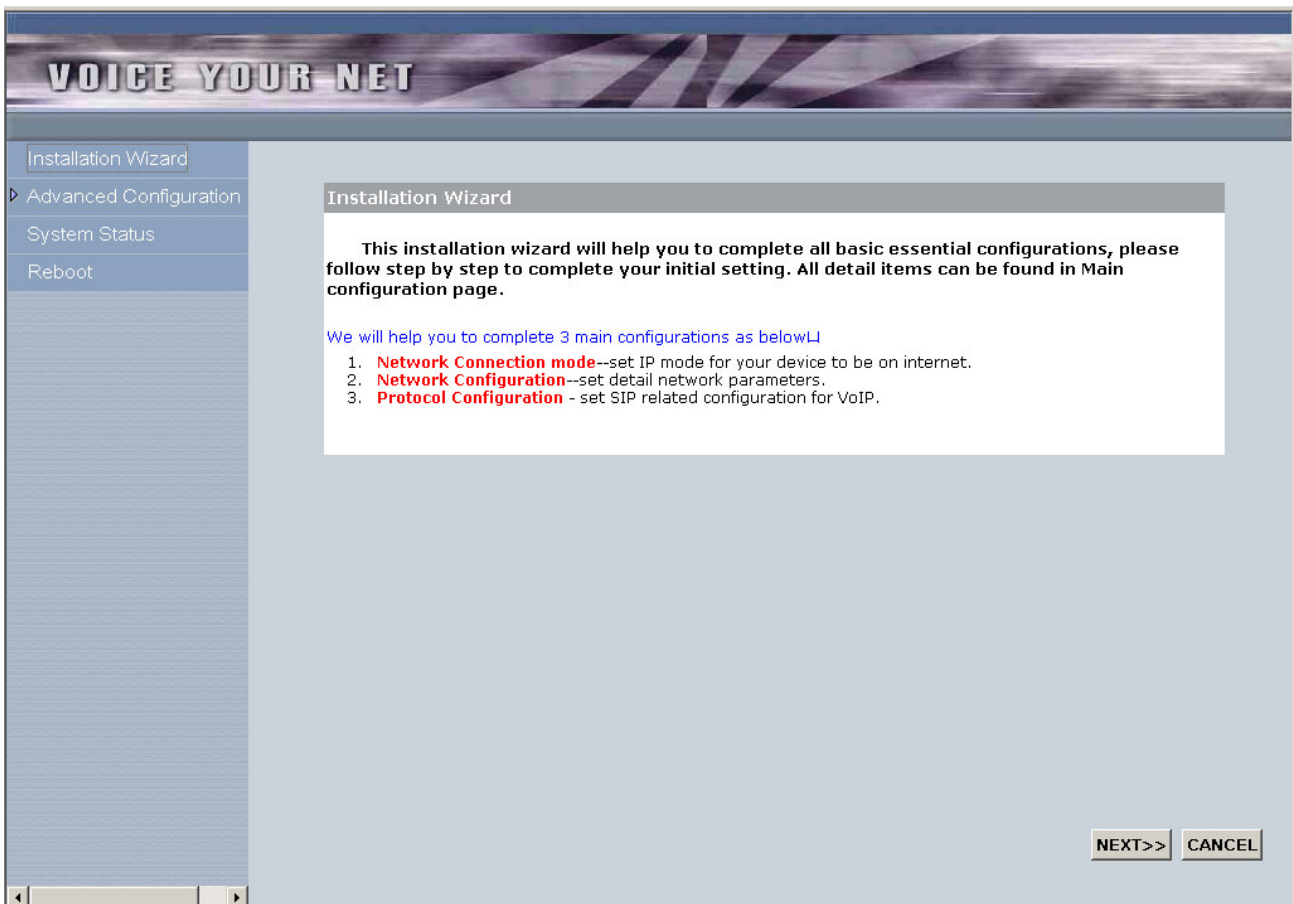 VOICE YOUR NET
Installation Wizard
Advanced Configuration
System Status
Reboot
Installation Wizard
This installation wizard will help you to complete all basic essential configurations, please
follow step by step to complete your initial setting. All detail items can be found in Main
configuration page.
We will help you to complete 3 main configurations as below
1. Network Connection mode--set IP mode for your device to be on internet.
2. Network Configuration--set detail network parameters.
3. Protocol Configuration - set SIP related configuration for VoIP.
NEXT>> CANCEL